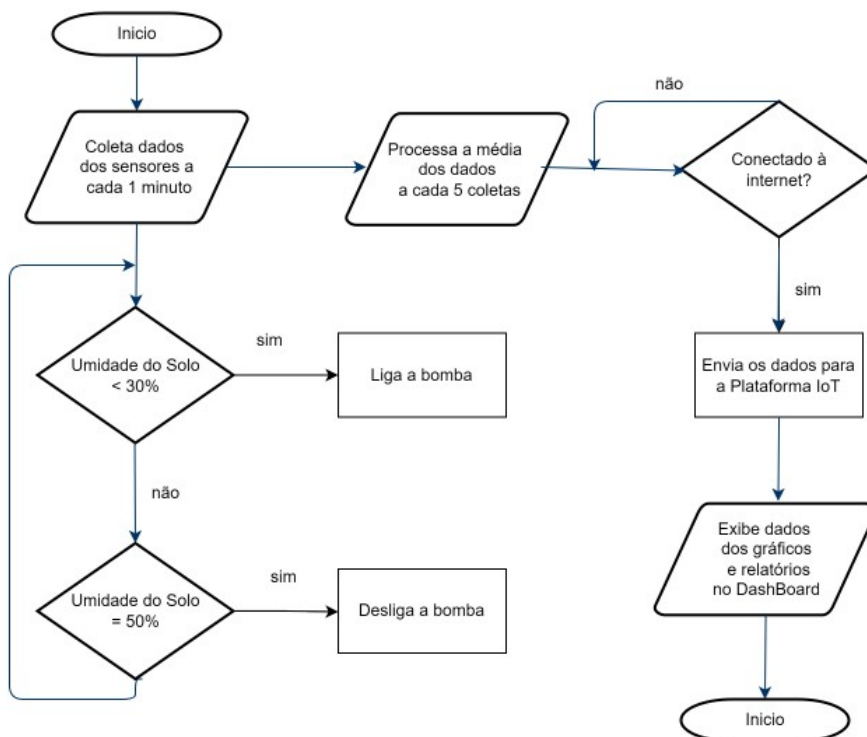 Inicio
Coleta dados
dos sensores a
cada 1 minuto
Processa a média
dos dados
a cada 5 coletas
não
Conectado à
internet?
sim
Umidade do Solo
< 30%
sim
Liga a bomba
Envia os dados para
a Plataforma IoT
não
Umidade do Solo
= 50%
sim
Desliga a bomba
Exibe dados
dos gráficos
e relatórios
no DashBoard
Inicio